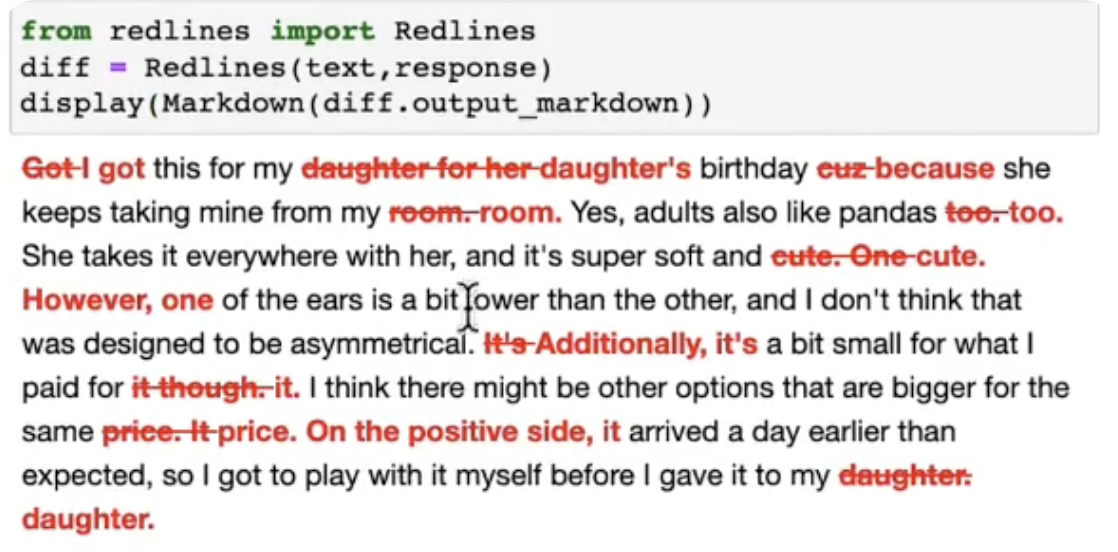 from redlines import Redlines
diff = Redlines(text,response)
display(Markdown(diff.output_markdown))
Got I got this for my daughter for her daughter's birthday cuz because she
keeps taking mine from my room. room. Yes, adults also like pandas too. too.
She takes it everywhere with her, and it's super soft and cute. One cute.
However, one of the ears is a bit lower than the other, and I don't think that
was designed to be asymmetrical. It's Additionally, it's a bit small for what I
paid for it though. it. I think there might be other options that are bigger for the
same price. It price. On the positive side, it arrived a day earlier than
expected, so I got to play with it myself before I gave it to my daughter.
daughter.